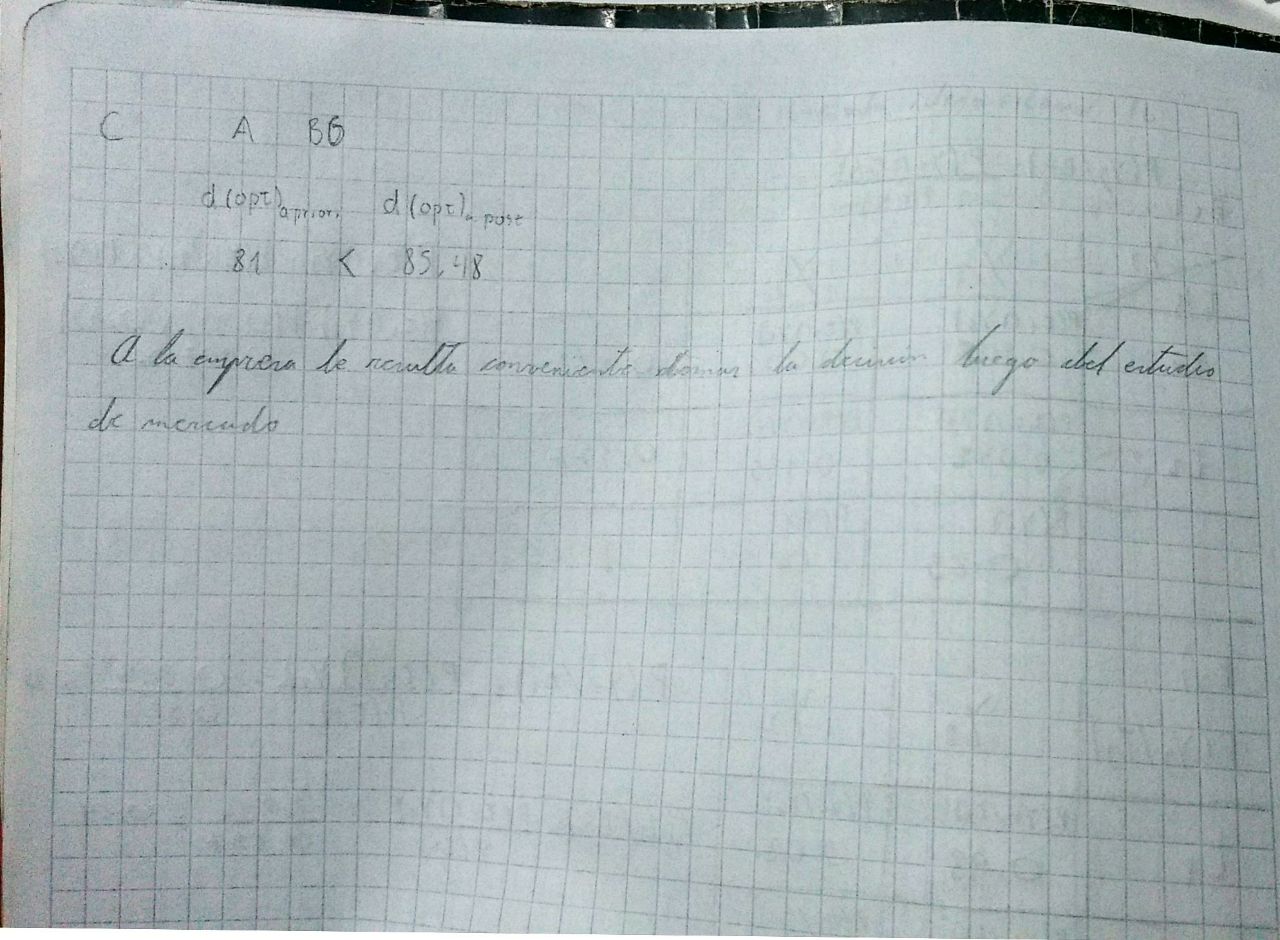 C A B6
d(opt)a priori d(opt)a post
81 < 85,48
A la empresa le resulta conveniente tomar la decision luego del estudio
de mercado